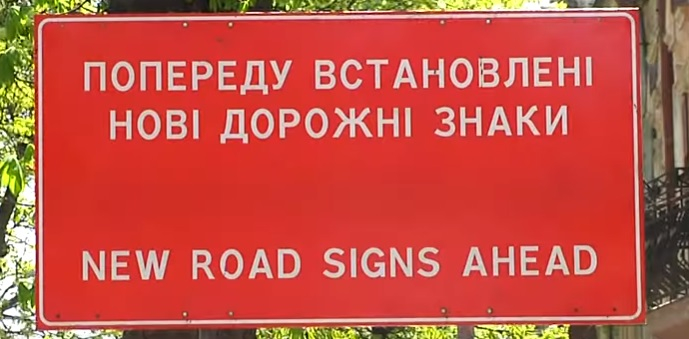 ПОПЕРЕДУ ВСТАНОВЛЕНІ
НОВІ ДОРОЖНІ ЗНАКИ
NEW ROAD SIGNS AHEAD